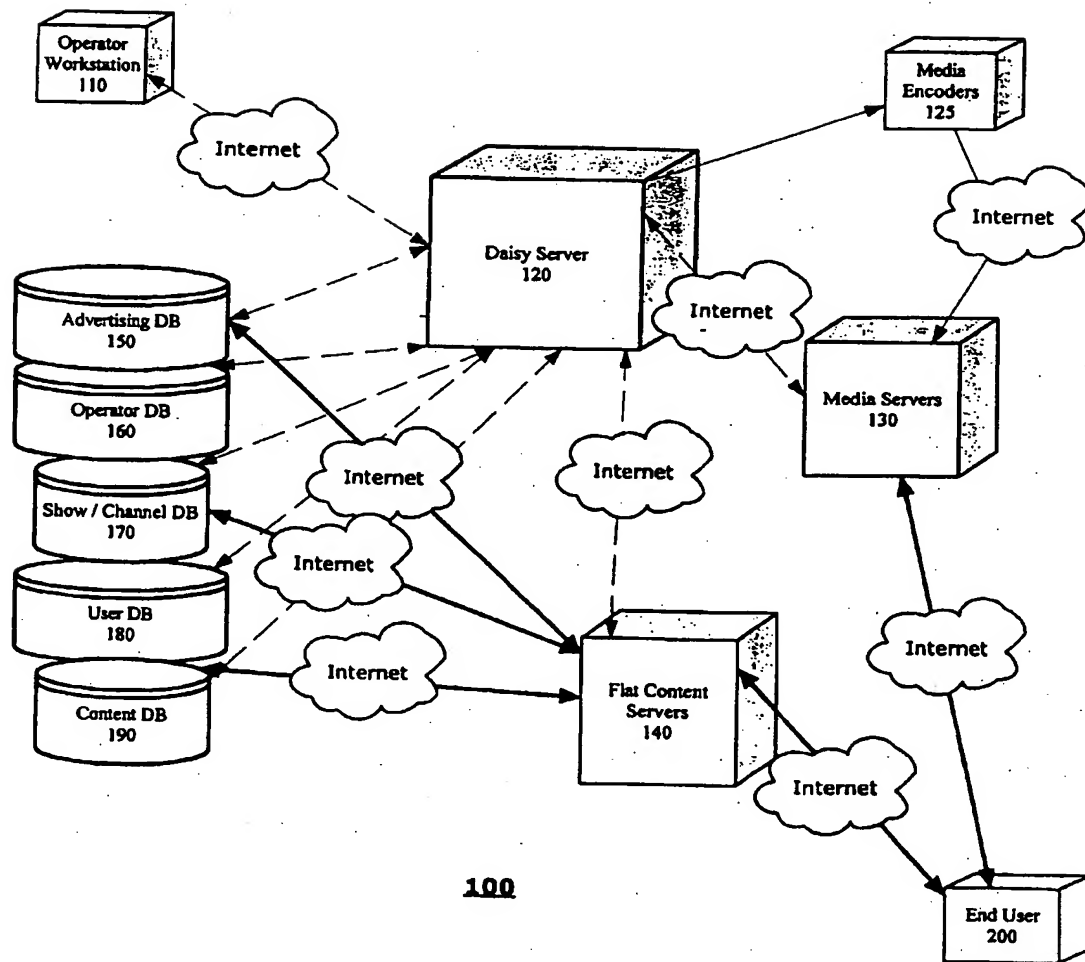 Operator
Workstation
110
Media
Encoders
125
Internet
Internet
Daisy Server
120
Internet
Advertising DB
150
Operator DB
160
Media Servers
130
Internet
Internet
Show / Channel DB
170
Internet
User DB
180
Internet
Internet
Flat Content
Servers
140
Content DB
190
Internet
100
End User
200